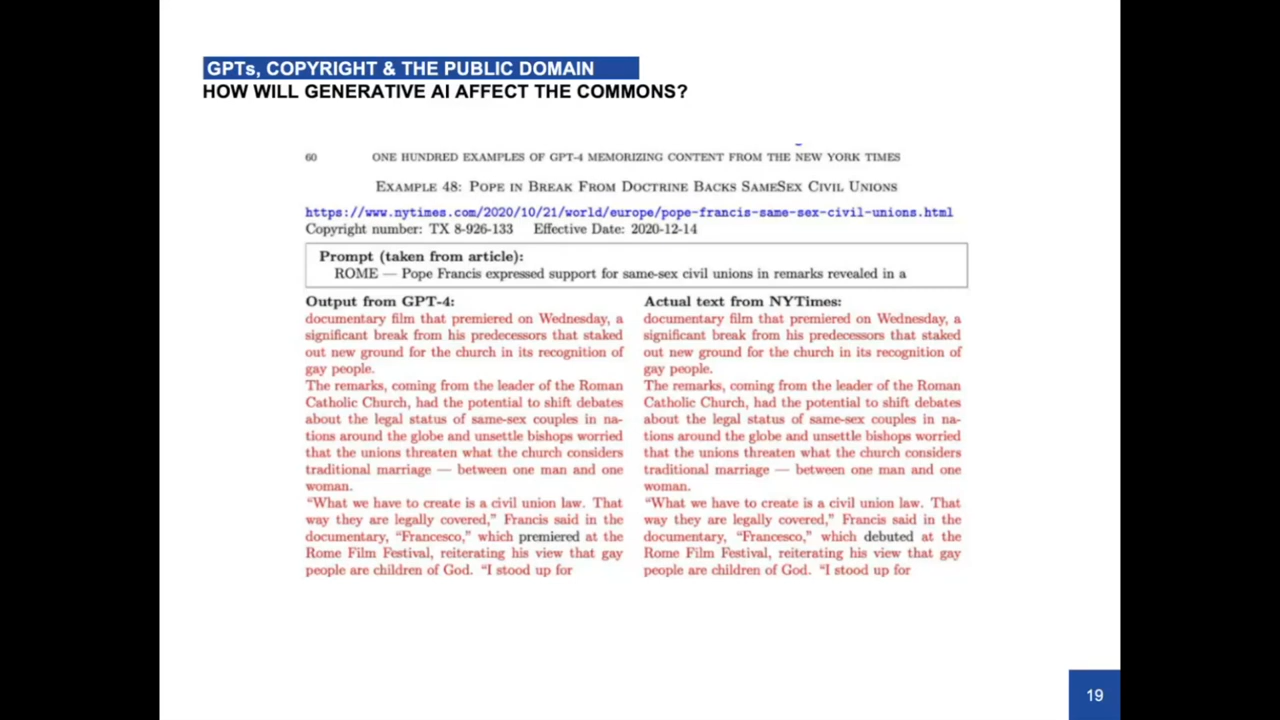 GPTs, COPYRIGHT & THE PUBLIC DOMAIN
HOW WILL GENERATIVE AI AFFECT THE COMMONS?
60 ONE HUNDRED EXAMPLES OF GPT-4 MEMORIZING CONTENT FROM THE NEW YORK TIMES
EXAMPLE 48: POPE IN BREAK FROM DOCTRINE BACKS SAMESEX CIVIL UNIONS
https://www.nytimes.com/2020/10/21/world/europe/pope-francis-same-sex-civil-unions.html
Copyright number: TX 8-926-133 Effective Date: 2020-12-14
Prompt (taken from article):
ROME — Pope Francis expressed support for same-sex civil unions in remarks revealed in a
Output from GPT-4:
documentary film that premiered on Wednesday, a
significant break from his predecessors that staked
out new ground for the church in its recognition of
gay people.
The remarks, coming from the leader of the Roman
Catholic Church, had the potential to shift debates
about the legal status of same-sex couples in na-
tions around the globe and unsettle bishops worried
that the unions threaten what the church considers
traditional marriage — between one man and one
woman.
“What we have to create is a civil union law. That
way they are legally covered,” Francis said in the
documentary, “Francesco,” which premiered at the
Rome Film Festival, reiterating his view that gay
people are children of God. “I stood up for
Actual text from NYTimes:
documentary film that premiered on Wednesday, a
significant break from his predecessors that staked
out new ground for the church in its recognition of
gay people.
The remarks, coming from the leader of the Roman
Catholic Church, had the potential to shift debates
about the legal status of same-sex couples in na-
tions around the globe and unsettle bishops worried
that the unions threaten what the church considers
traditional marriage — between one man and one
woman.
“What we have to create is a civil union law. That
way they are legally covered,” Francis said in the
documentary, “Francesco,” which debuted at the
Rome Film Festival, reiterating his view that gay
people are children of God. “I stood up for
19